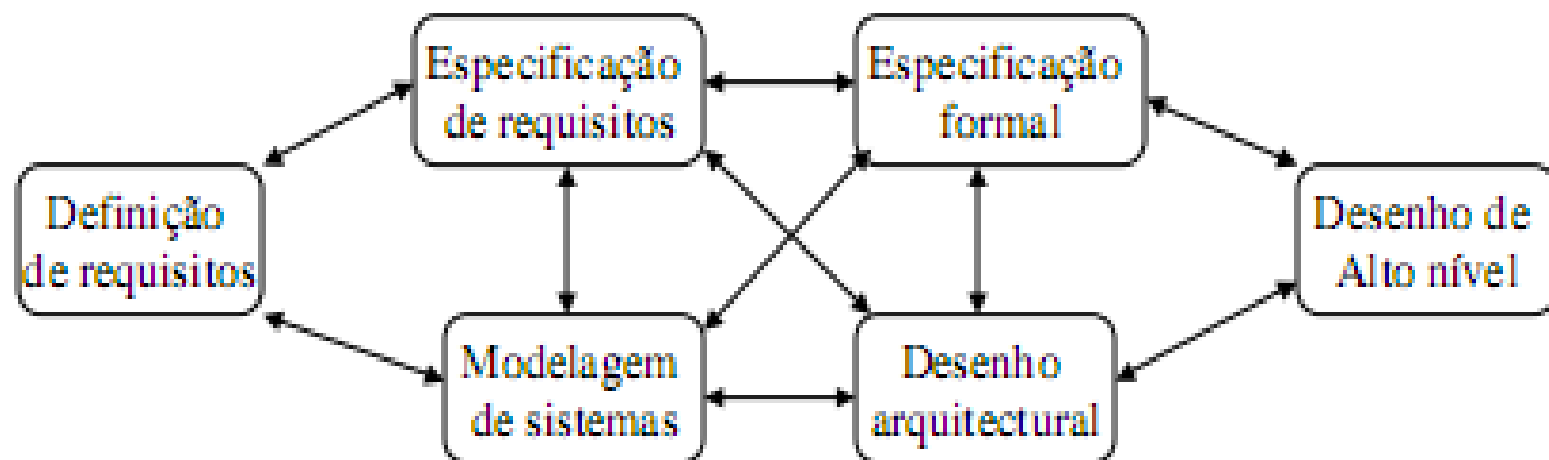 Especificação
de requisitos
Especificação
formal
Definição
de requisitos
Desenho de
Alto nível
Modelagem
de sistemas
Desenho
arquitectural